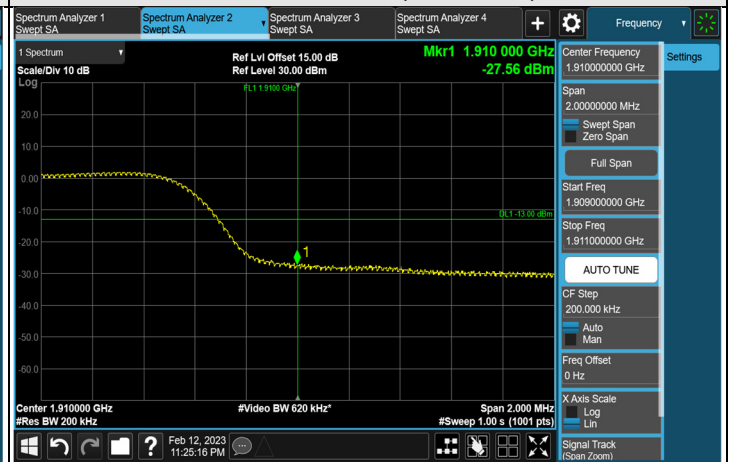 Spectrum Analyzer 1
Swept SA
Spectrum Analyzer 2
Swept SA
Spectrum Analyzer 3
Swept SA
Spectrum Analyzer 4
Swept SA
+
Frequency
1 Spectrum
Scale/Div 10 dB
Log
Ref Lvl Offset 15.00 dB
Ref Level 30.00 dBm
Mkr1 1.910 000 GHz
-27.56 dBm
FL1 1.9100 GHz
20.0
10.0
0.00
-10.0
-20.0
-30.0
-40.0
-50.0
-60.0
DL1 -13.00 dBm
1
Center 1.910000 GHz
#Res BW 200 kHz
#Video BW 620 kHz*
Span 2.000 MHz
#Sweep 1.00 s (1001 pts)
Center Frequency
1.910000000 GHz
Settings
Span
2.00000000 MHz
Swept Span
Zero Span
Full Span
Start Freq
1.909000000 GHz
Stop Freq
1.911000000 GHz
AUTO TUNE
CF Step
200.000 kHz
Auto
Man
Freq Offset
0 Hz
X Axis Scale
Log
Lin
Signal Track
(Span Zoom)
?
Feb 12, 2023
11:25:16 PM